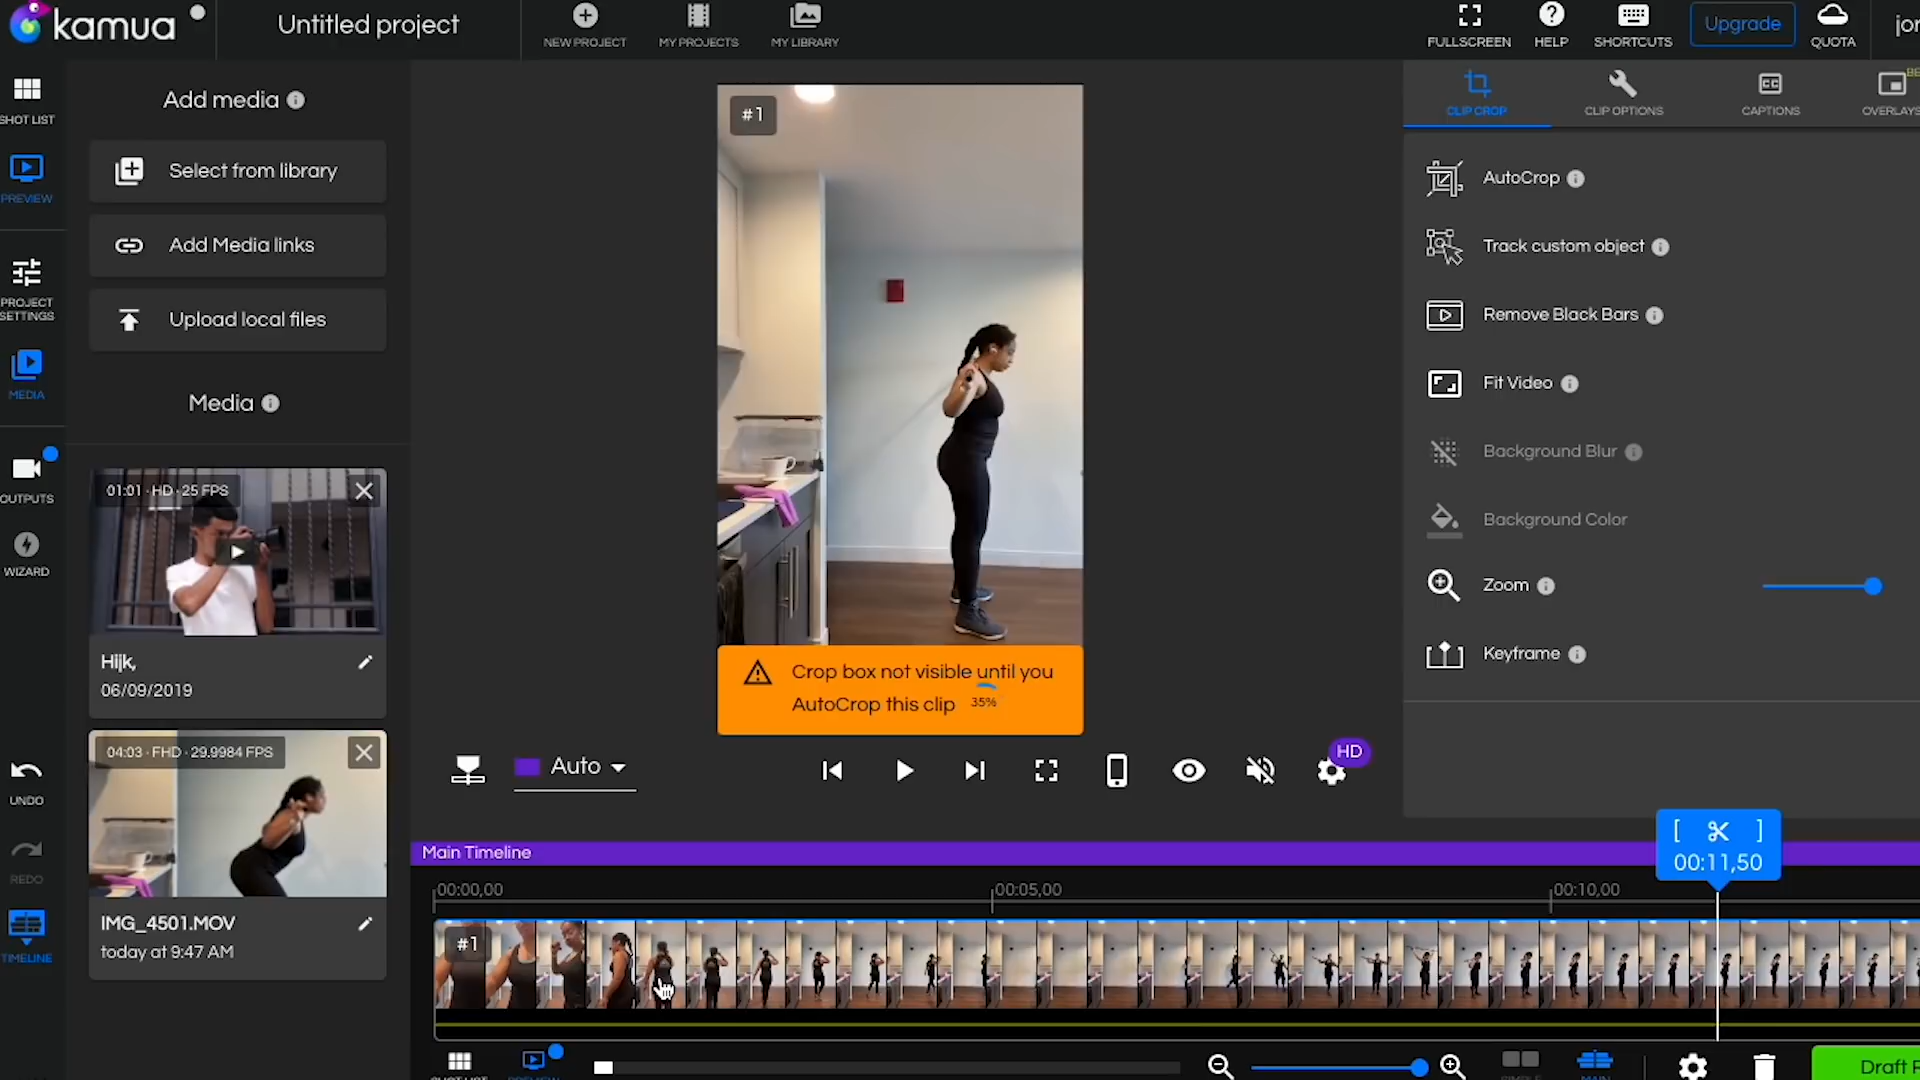 kamua
Untitled project
NEW PROJECT
MY PROJECTS
MY LIBRARY
FULLSCREEN
HELP
SHORTCUTS
Upgrade
QUOTA
SHOT LIST
PREVIEW
PROJECT
SETTINGS
MEDIA
OUTPUTS
WIZARD
UNDO
REDO
TIMELINE
Add media
Select from library
Add Media links
Upload local files
Media
01:01 · HD · 25 FPS
Hijk,
06/09/2019
04:03 · FHD · 29.9984 FPS
IMG_4501.MOV
today at 9:47 AM
#1
Crop box not visible until you
AutoCrop this clip 35%
Auto
HD
CLIP CROP
CLIP OPTIONS
CAPTIONS
OVERLAYS
AutoCrop
Track custom object
Remove Black Bars
Fit Video
Background Blur
Background Color
Zoom
Keyframe
[ ]
00:11,50
Main Timeline
00:00,00
00:05,00
00:10,00
#1
Draft